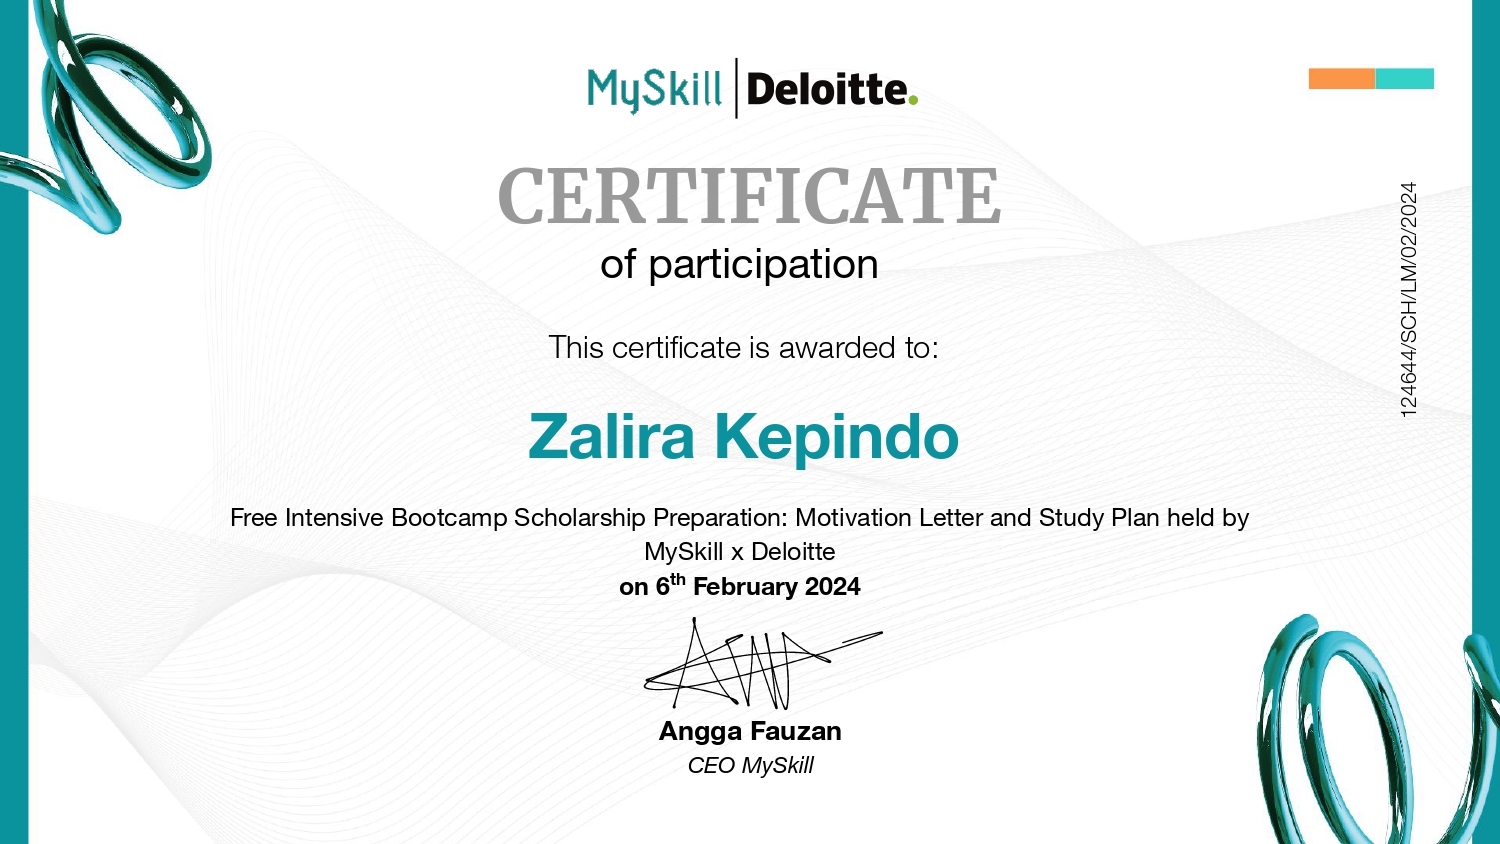 MySkill | Deloitte.
CERTIFICATE
of participation
This certificate is awarded to:
Zalira Kepindo
Free Intensive Bootcamp Scholarship Preparation: Motivation Letter and Study Plan held by
MySkill x Deloitte
on 6th February 2024
Angga Fauzan
CEO MySkill
124644/SCH/LM/02/2024